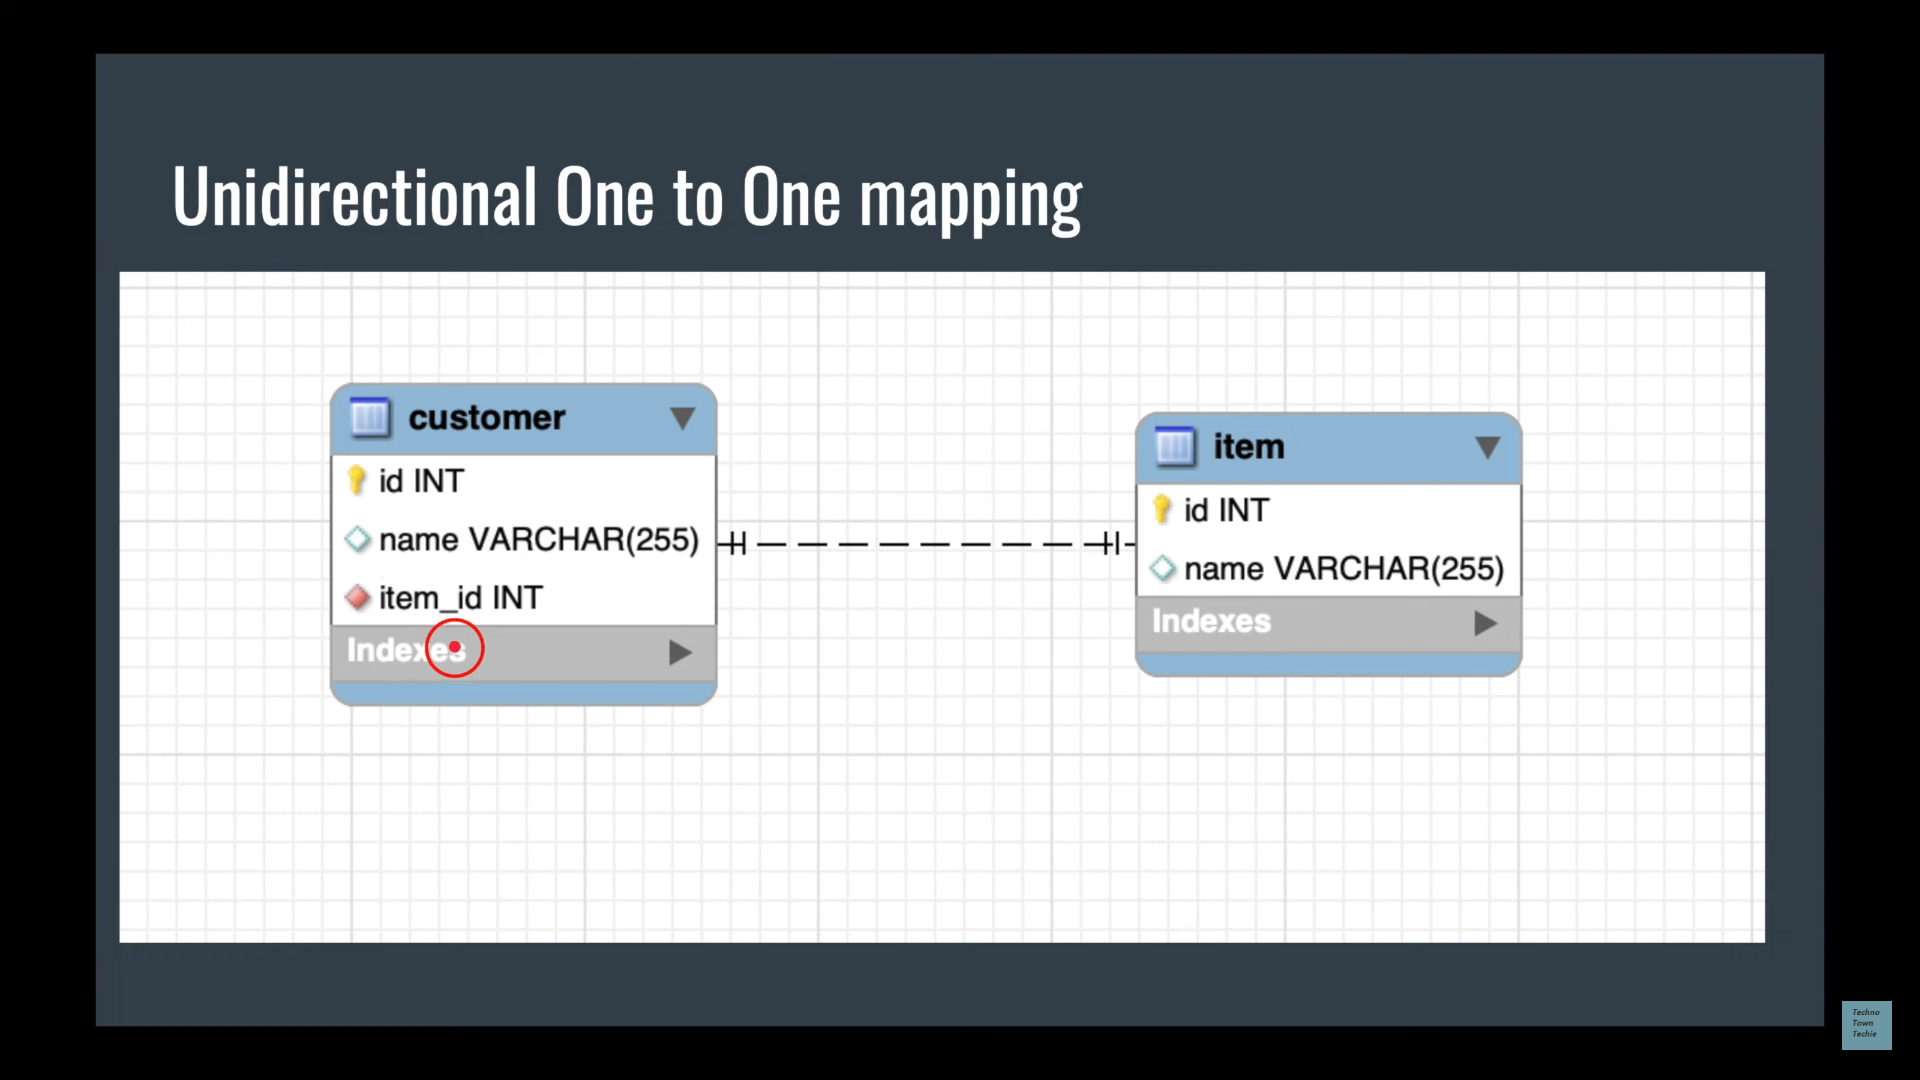 Unidirectional One to One mapping
customer
id INT
name VARCHAR(255)
item_id INT
Indexes
item
id INT
name VARCHAR(255)
Indexes
Techno
Town
Techie